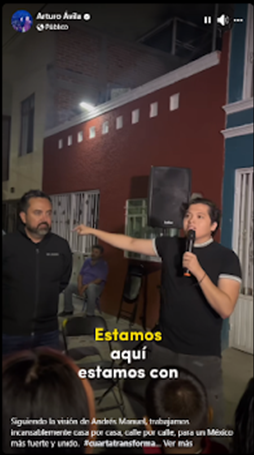 Arturo Ávila
Público
Estamos
aquí
estamos con
Siguiendo la visión de Andrés Manuel, trabajamos
incansablemente casa por casa, calle por calle, para un México
más fuerte y unido. #cuartatransforma... Ver más